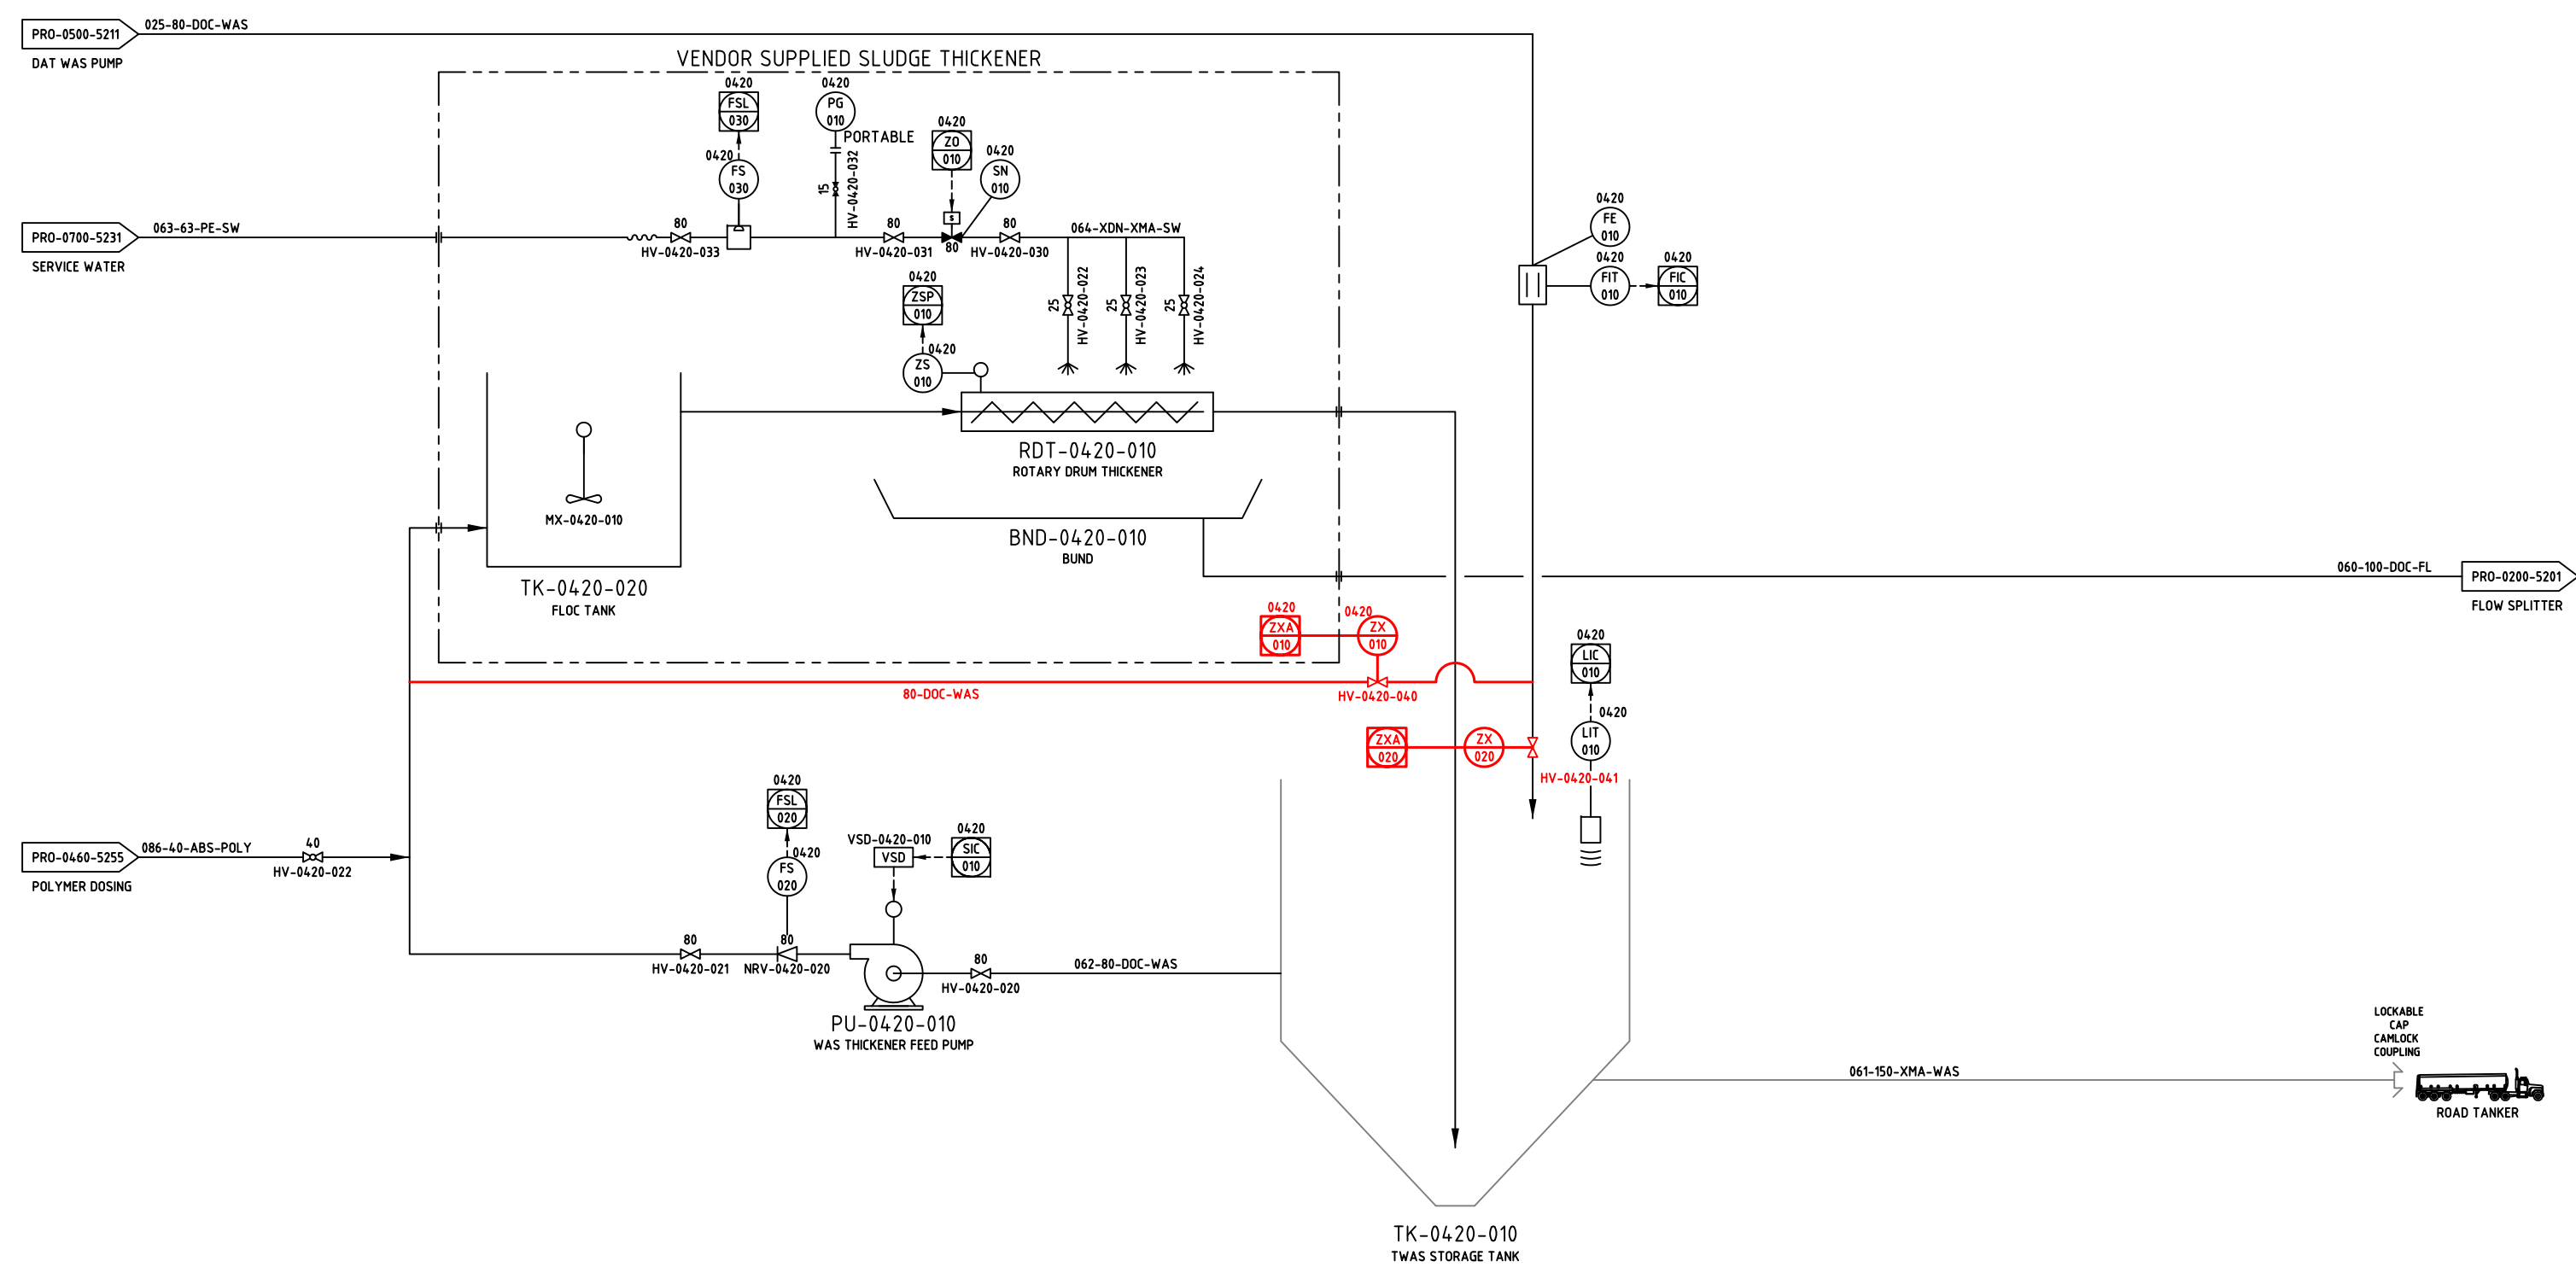 025-80-DOC-WAS
PRO-0500-5211
DAT WAS PUMP
VENDOR SUPPLIED SLUDGE THICKENER
0420
FSL
030
0420
FS
030
0420
PG
010
PORTABLE
15
HV-0420-032
0420
ZO
010
S
0420
SN
010
063-63-PE-SW
PRO-0700-5231
SERVICE WATER
80
HV-0420-033
80
HV-0420-031
80
80
HV-0420-030
064-XDN-XMA-SW
25
HV-0420-022
25
HV-0420-023
25
HV-0420-024
0420
ZSP
010
0420
ZS
010
0420
FE
010
0420
FIT
010
0420
FIC
010
RDT-0420-010
ROTARY DRUM THICKENER
MX-0420-010
BND-0420-010
BUND
TK-0420-020
FLOC TANK
060-100-DOC-FL
PRO-0200-5201
FLOW SPLITTER
0420
ZXA
010
0420
ZX
010
80-DOC-WAS
HV-0420-040
0420
LIC
010
0420
LIT
010
ZXA
020
ZX
020
HV-0420-041
0420
FSL
020
0420
FS
020
VSD-0420-010
VSD
0420
SIC
010
086-40-ABS-POLY
PRO-0460-5255
POLYMER DOSING
40
HV-0420-022
80
HV-0420-021
80
NRV-0420-020
80
HV-0420-020
062-80-DOC-WAS
PU-0420-010
WAS THICKENER FEED PUMP
LOCKABLE
CAP
CAMLOCK
COUPLING
061-150-XMA-WAS
ROAD TANKER
TK-0420-010
TWAS STORAGE TANK